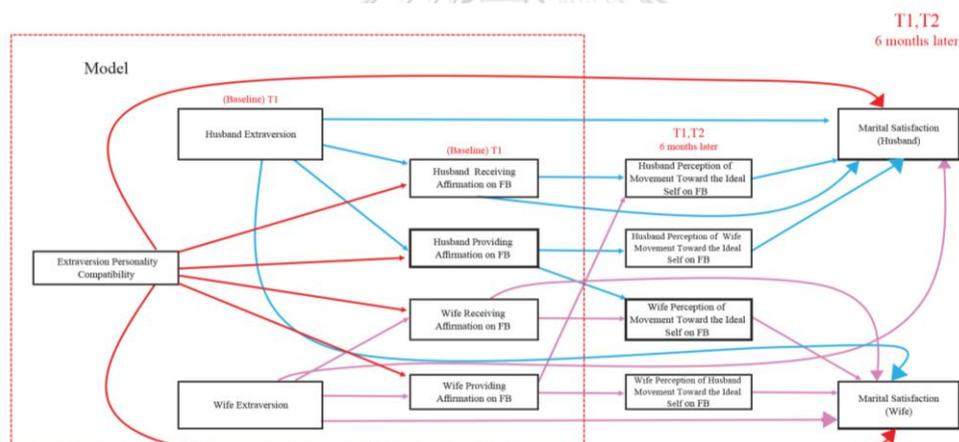 T1,T2
6 months later
Model
(Baseline) T1
Husband Extraversion
Marital Satisfaction
(Husband)
(Baseline) T1
T1,T2
6 months later
Husband Receiving
Affirmation on FB
Husband Perception of
Movement Toward the Ideal
Self on FB
Husband Providing
Affirmation on FB
Husband Perception of Wife
Movement Toward the Ideal
Self on FB
Extraversion Personality
Compatibility
Wife Receiving
Affirmation on FB
Wife Perception of
Movement Toward the Ideal
Self on FB
Wife Extraversion
Wife Providing
Affirmation on FB
Wife Perception of Husband
Movement Toward the Ideal
Self on FB
Marital Satisfaction
(Wife)